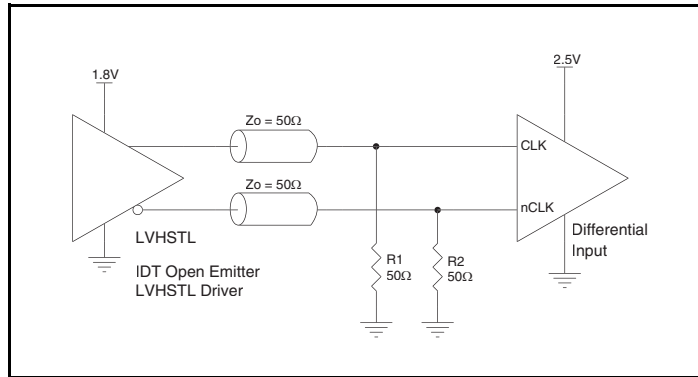 1.8V
2.5V
Zo = 50Ω
CLK
Zo = 50Ω
nCLK
LVHSTL
Differential
Input
IDT Open Emitter
LVHSTL Driver
R1
50Ω
R2
50Ω